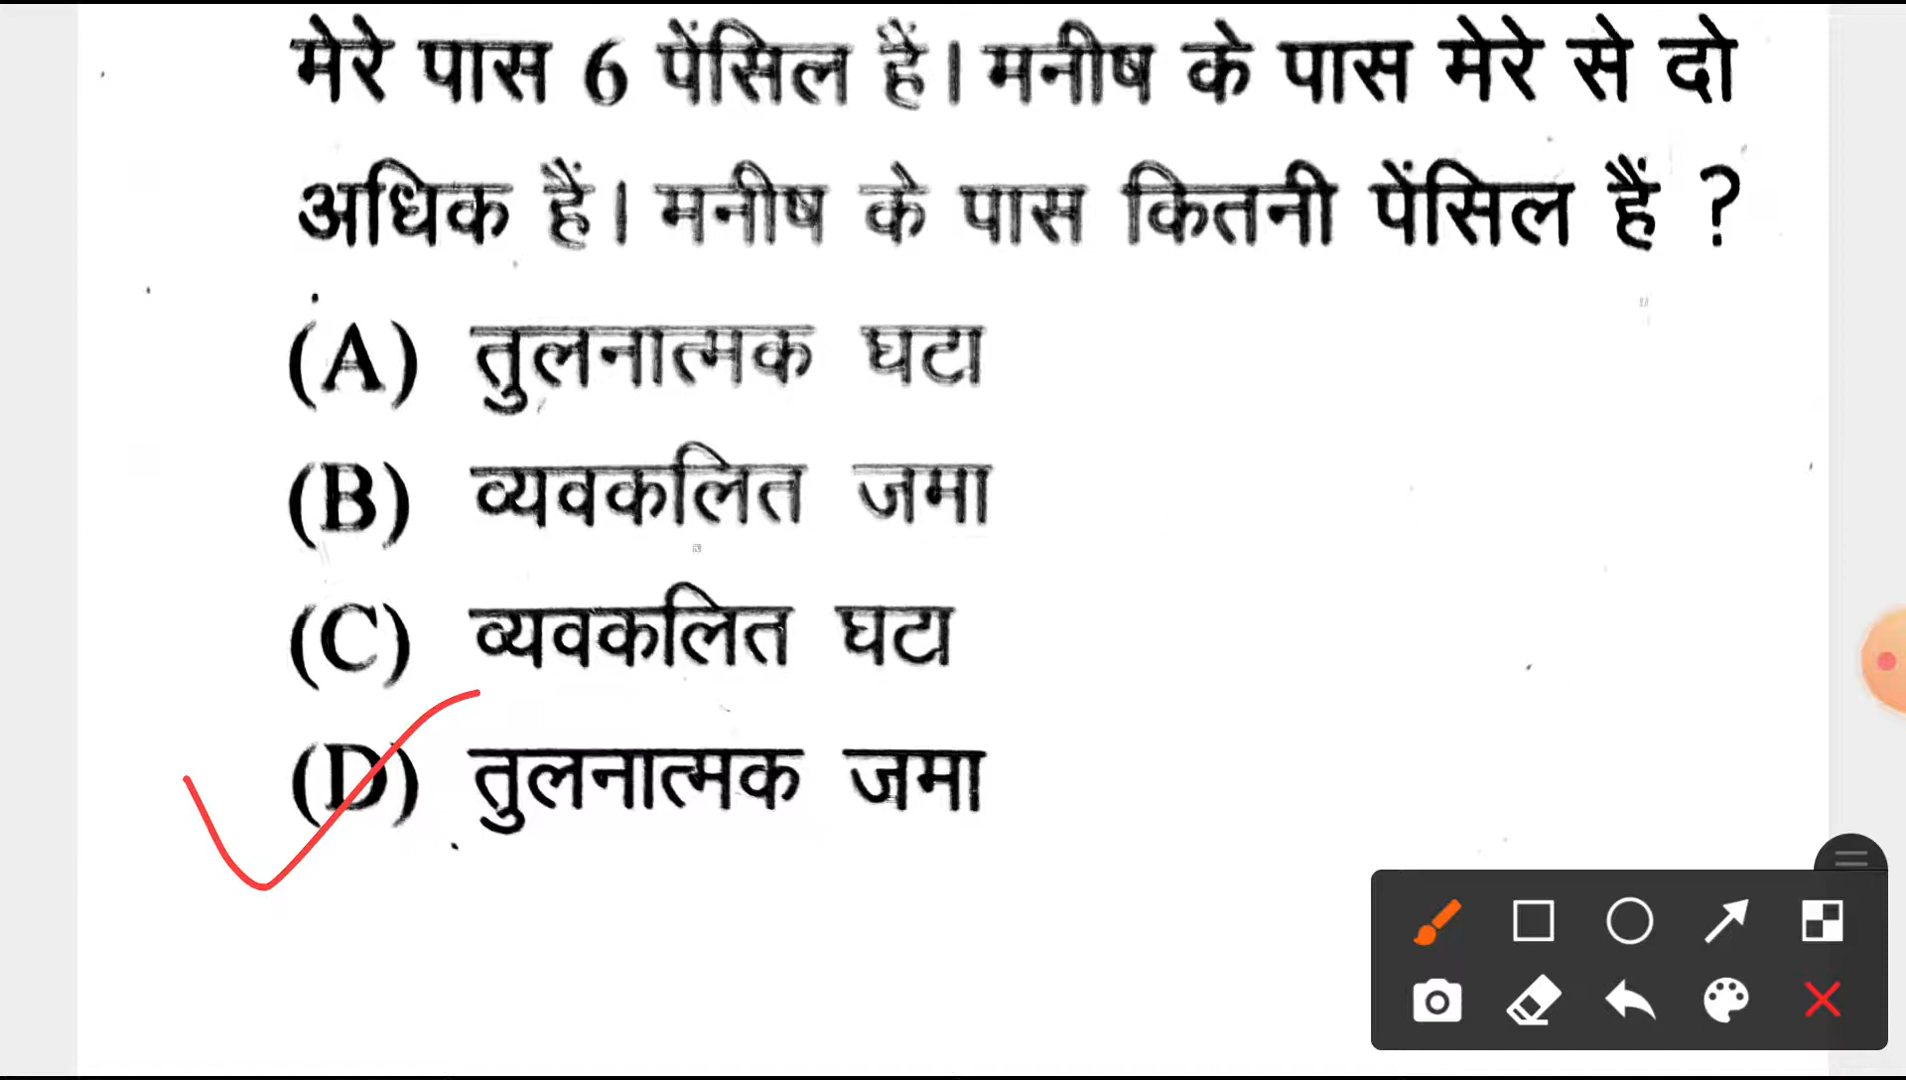 मेरे पास 6 पेंसिल हैं। मनीष के पास मेरे से दो
अधिक हैं। मनीष के पास कितनी पेंसिल हैं ?
(A) तुलनात्मक घटा
(B) व्यवकलित जमा
(C) व्यवकलित घटा
(D) तुलनात्मक जमा